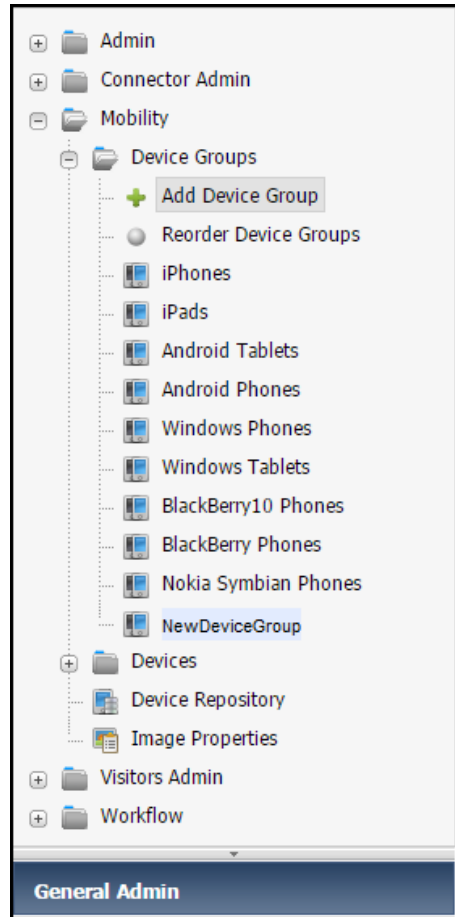 Admin
Connector Admin
Mobility
Device Groups
Add Device Group
Reorder Device Groups
iPhones
iPads
Android Tablets
Android Phones
Windows Phones
Windows Tablets
BlackBerry10 Phones
BlackBerry Phones
Nokia Symbian Phones
NewDeviceGroup
Devices
Device Repository
Image Properties
Visitors Admin
Workflow
General Admin